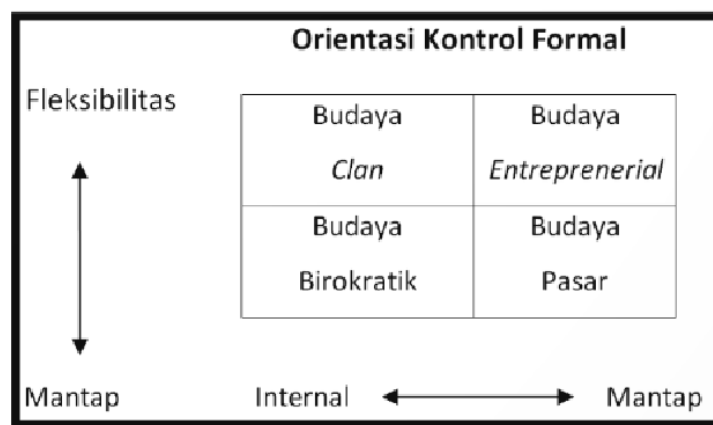 Orientasi Kontrol Formal
Fleksibilitas
Budaya
Clan
Budaya
Entreprenerial
Budaya
Birokratik
Budaya
Pasar
Mantap
Internal
Mantap